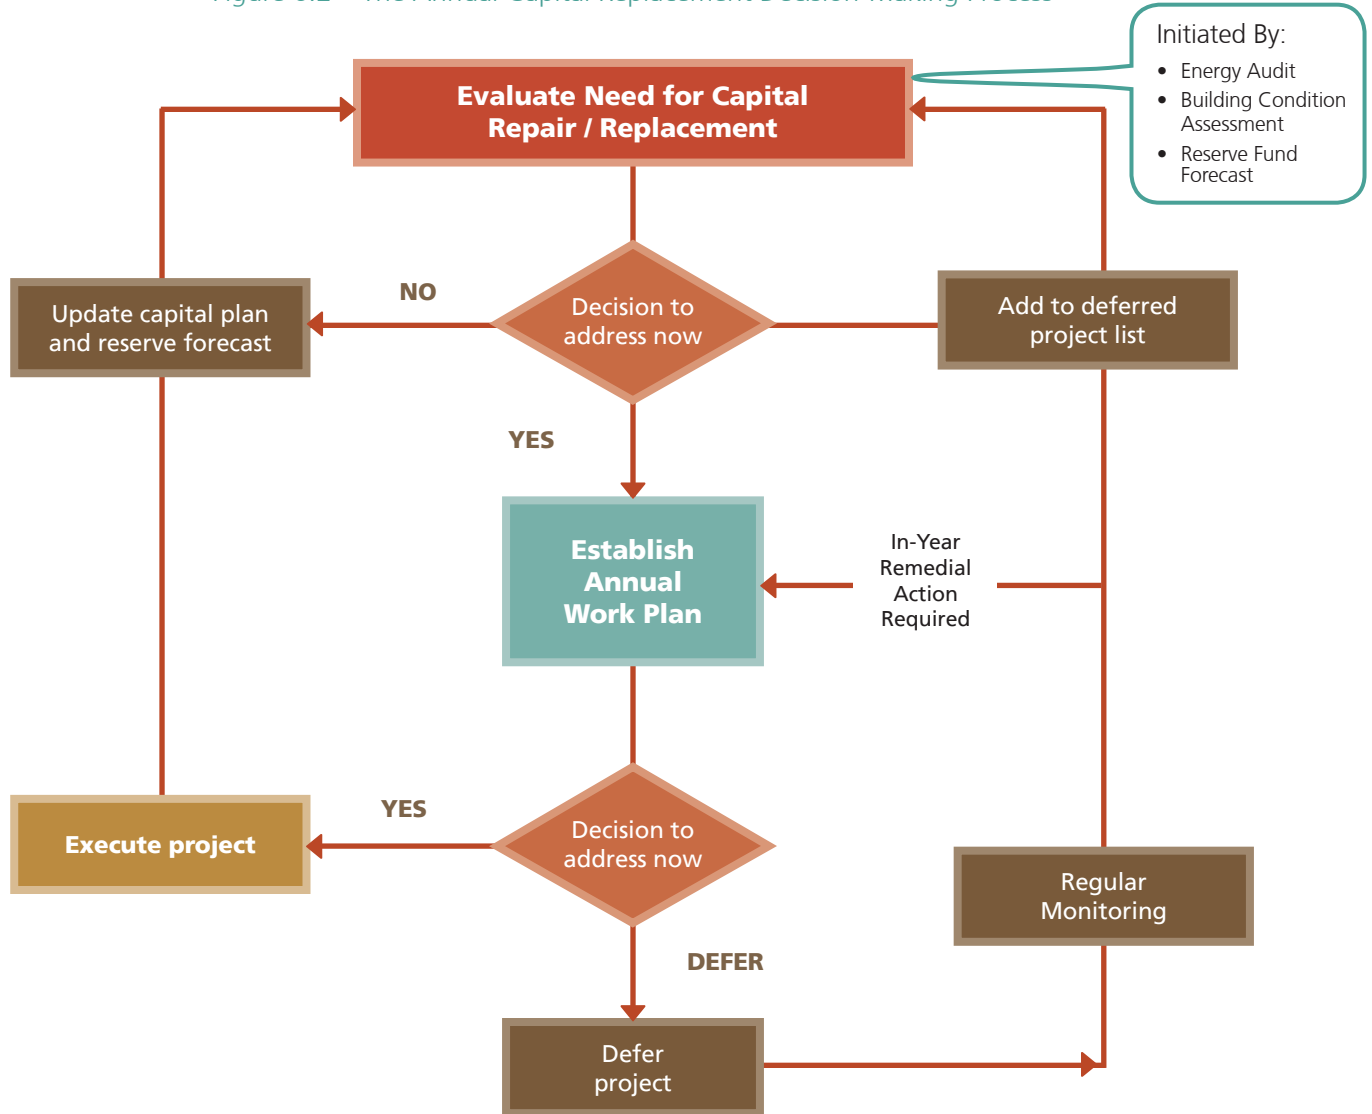 Initiated By:
• Energy Audit
• Building Condition
Assessment
• Reserve Fund
Forecast
Evaluate Need for Capital
Repair / Replacement
NO
Decision to
address now
Update capital plan
and reserve forecast
Add to deferred
project list
YES
Establish
Annual
Work Plan
In-Year
Remedial
Action
Required
YES
Decision to
address now
Execute project
Regular
Monitoring
DEFER
Defer
project